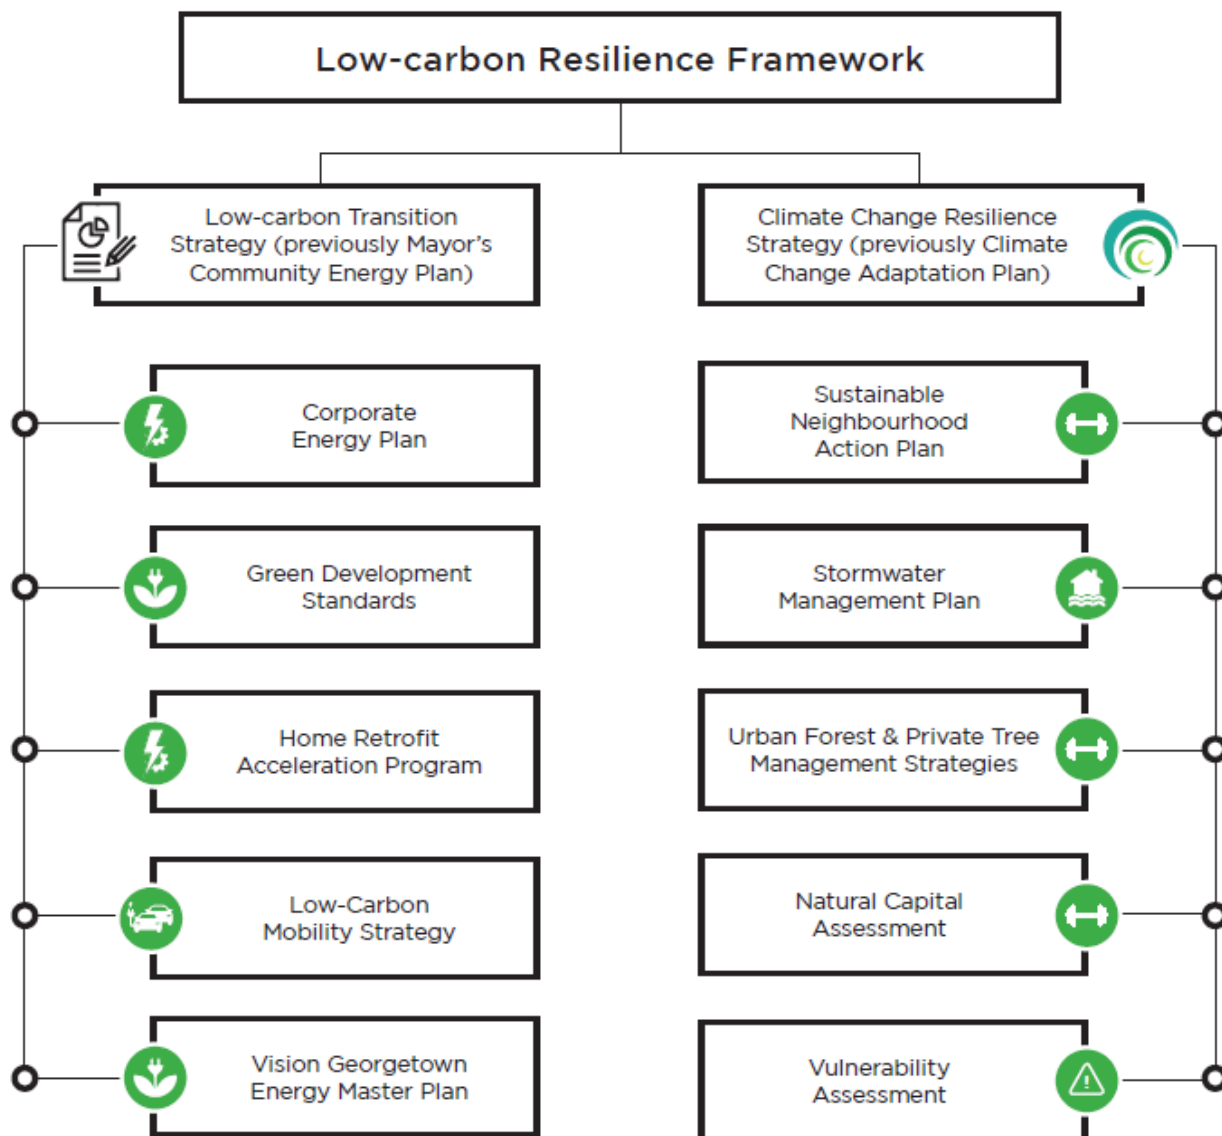 Low-carbon Resilience Framework
Low-carbon Transition
Strategy (previously Mayor's
Community Energy Plan)
Climate Change Resilience
Strategy (previously Climate
Change Adaptation Plan)
Corporate
Energy Plan
Sustainable
Neighbourhood
Action Plan
Green Development
Standards
Stormwater
Management Plan
Home Retrofit
Acceleration Program
Urban Forest & Private Tree
Management Strategies
Low-Carbon
Mobility Strategy
Natural Capital
Assessment
Vision Georgetown
Energy Master Plan
Vulnerability
Assessment